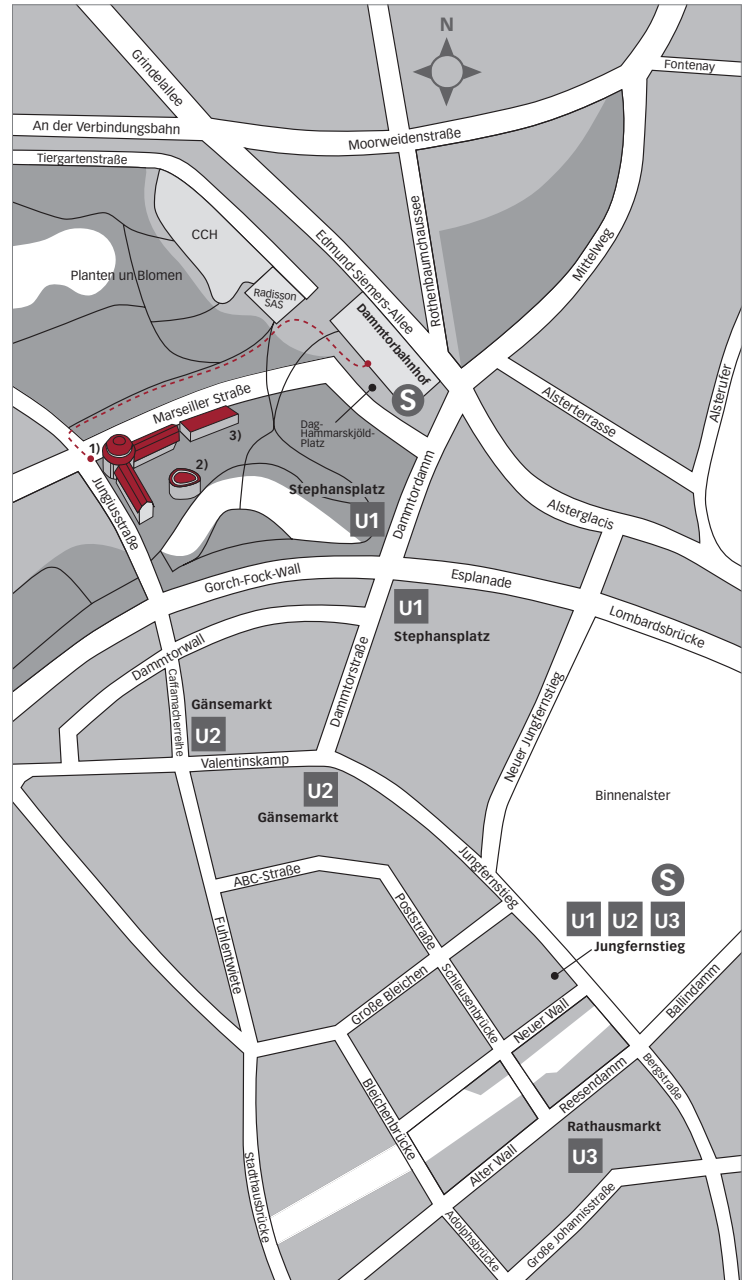 N
Grindelallee
Fontenay
An der Verbindungsbahn
Moorweidenstraße
Tiergartenstraße
CCH
Edmund-Siemers-Allee
Rothenbaumchaussee
Mittelweg
Planten un Blomen
Radisson
SAS
Dammtorbahnhof
S
Marseiller Straße
Dag-
Hammarskjöld-
Platz
Alsterterrasse
Alsterufer
1)
2)
3)
Jungiusstraße
Stephansplatz
U1
Dammtordamm
Alsterglacis
Gorch-Fock-Wall
Esplanade
Lombardsbrücke
U1
Stephansplatz
Dammtorwall
Caffamacherreihe
Dammtorstraße
Neuer Jungfernstieg
Gänsemarkt
U2
Valentinskamp
U2
Gänsemarkt
Binnenalster
Jungfernstieg
ABC-Straße
Poststraße
Fuhlentwiete
S
U1 U2 U3
Jungfernstieg
Große Bleichen
Schleusenbrücke
Neuer Wall
Ballindamm
Bleichenbrücke
Reesendamm
Bergstraße
Rathausmarkt
U3
Alter Wall
Stadthausbrücke
Adolphsbrücke
Große Johannisstraße